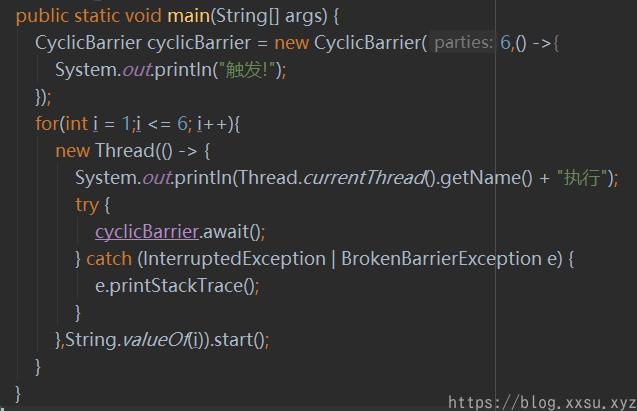 public static void main(String[] args) {
CyclicBarrier cyclicBarrier = new CyclicBarrier( parties: 6,() ->{
System.out.println("触发!");
});
for(int i = 1;i <= 6; i++){
new Thread(() -> {
System.out.println(Thread.currentThread().getName() + "执行");
try {
cyclicBarrier.await();
} catch (InterruptedException | BrokenBarrierException e) {
e.printStackTrace();
}
},String.valueOf(i)).start();
}
}
https://blog.xxsu.xyz